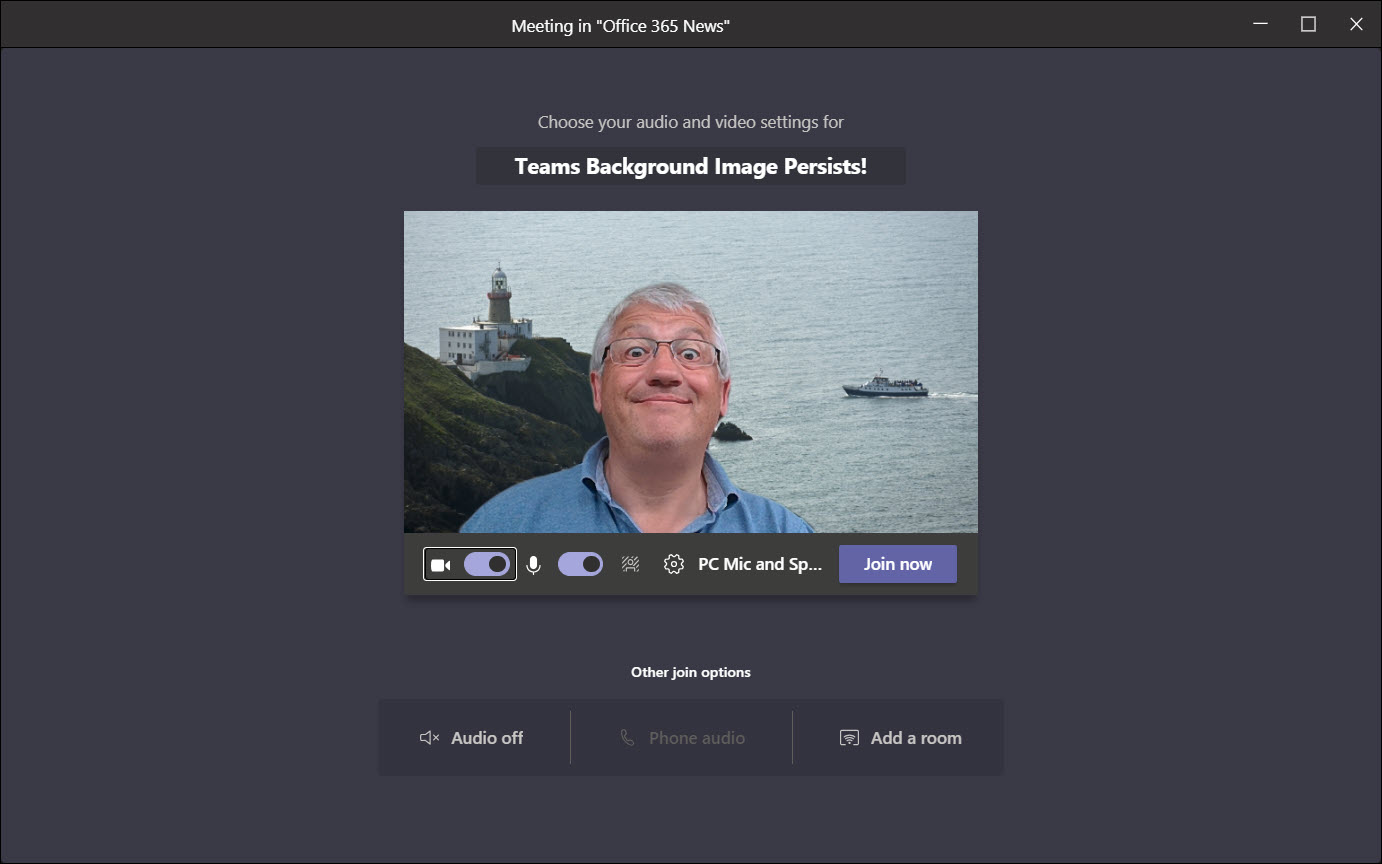 Meeting in "Office 365 News"
Choose your audio and video settings for
Teams Background Image Persists!
PC Mic and Sp...
Join now
Other join options
Audio off
Phone audio
Add a room